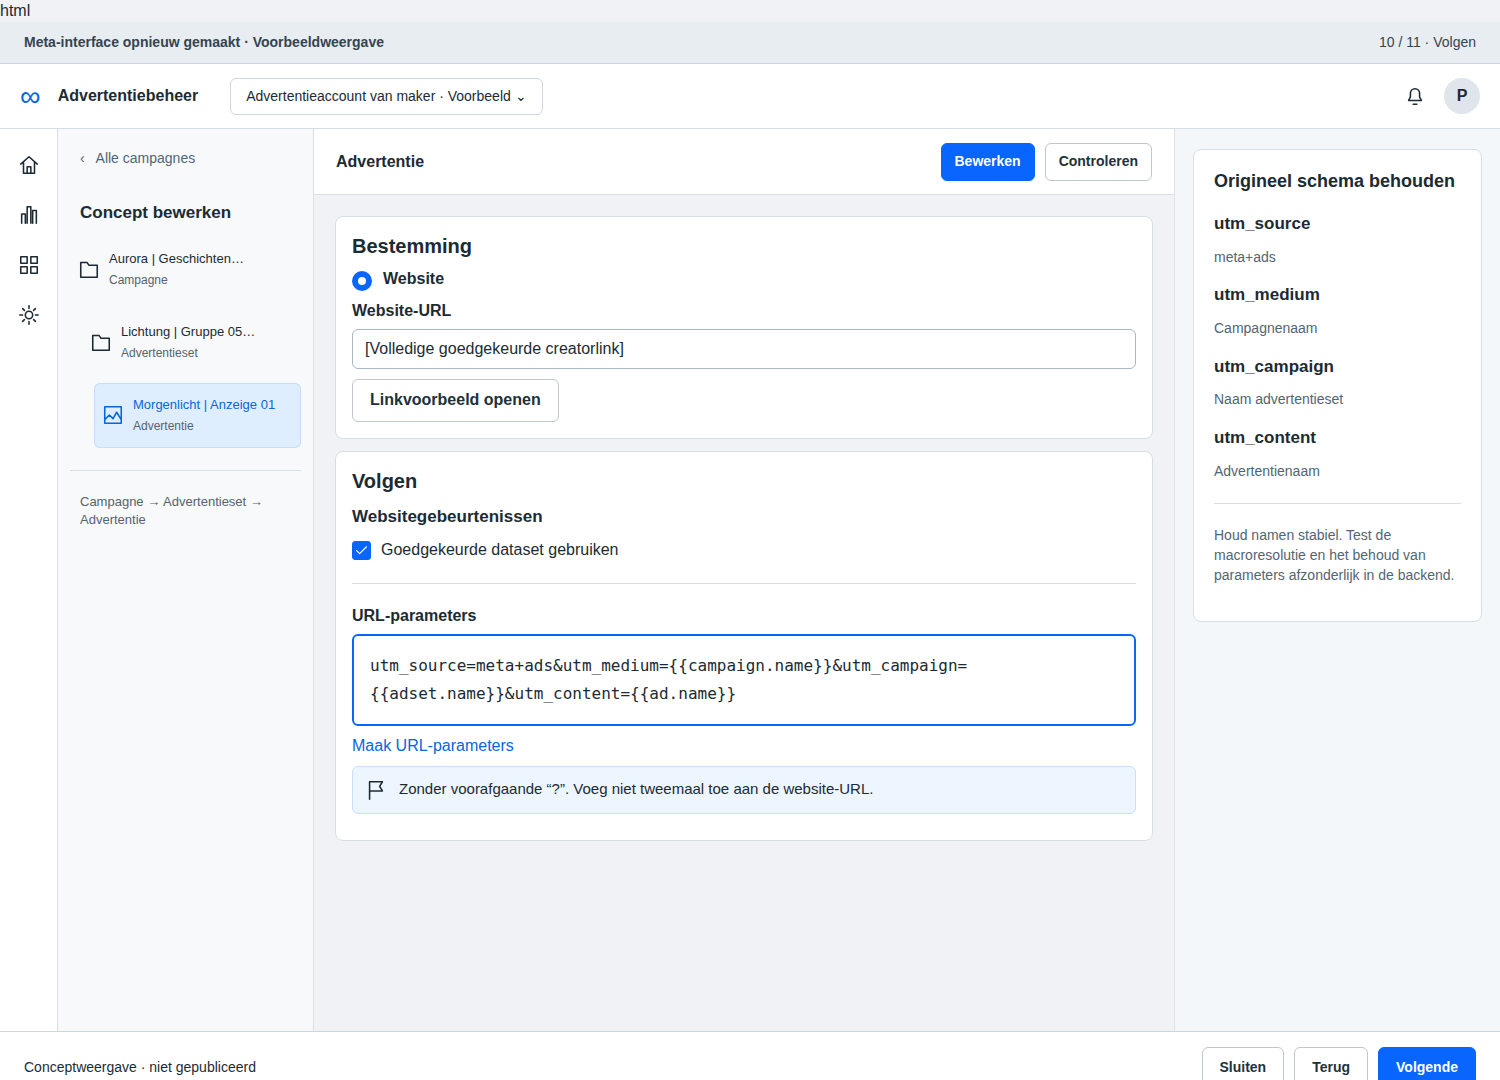 html
Meta-interface opnieuw gemaakt · Voorbeeldweergave
10 / 11 · Volgen
Advertentiebeheer
Advertentieaccount van maker · Voorbeeld
P
‹ Alle campagnes
Concept bewerken
Aurora | Geschichten…
Campagne
Lichtung | Gruppe 05…
Advertentieset
Morgenlicht | Anzeige 01
Advertentie
Campagne → Advertentieset →
Advertentie
Advertentie
Bewerken
Controleren
Bestemming
Website
Website-URL
[Volledige goedgekeurde creatorlink]
Linkvoorbeeld openen
Volgen
Websitegebeurtenissen
Goedgekeurde dataset gebruiken
URL-parameters
utm_source=meta+ads&utm_medium={{campaign.name}}&utm_campaign=
{{adset.name}}&utm_content={{ad.name}}
Maak URL-parameters
Zonder voorafgaande “?”. Voeg niet tweemaal toe aan de website-URL.
Origineel schema behouden
utm_source
meta+ads
utm_medium
Campagnenaam
utm_campaign
Naam advertentieset
utm_content
Advertentienaam
Houd namen stabiel. Test de
macroresolutie en het behoud van
parameters afzonderlijk in de backend.
Conceptweergave · niet gepubliceerd
Sluiten
Terug
Volgende